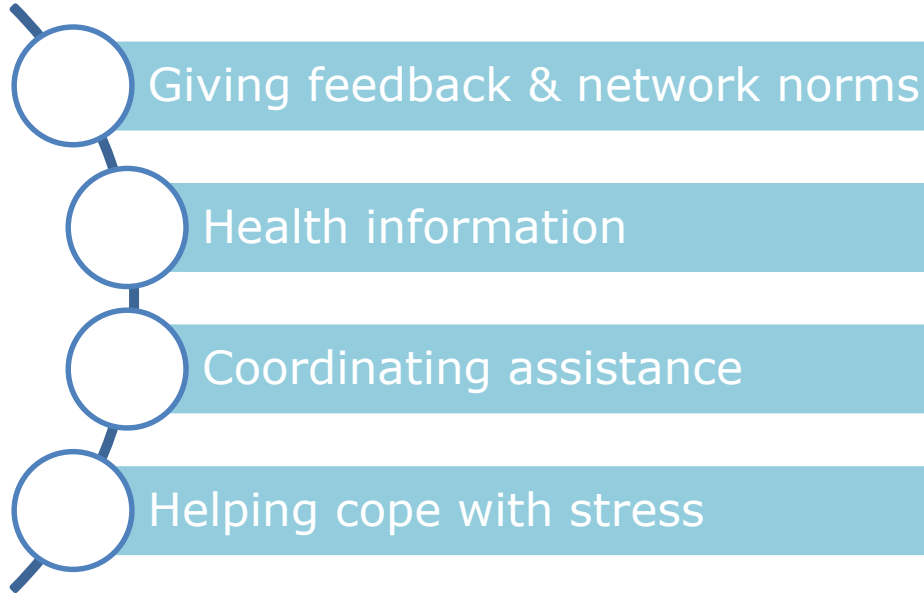 Giving feedback & network norms
Health information
Coordinating assistance
Helping cope with stress